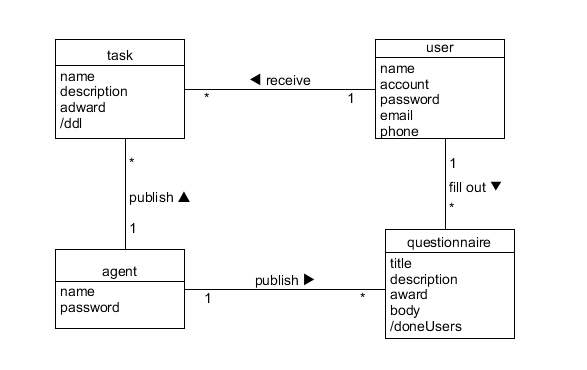 task
name
description
adward
/ddl
user
name
account
password
email
phone
◀ receive
*
1
*
publish ▲
1
1
fill out ▼
*
agent
name
password
publish ▶
1
*
questionnaire
title
description
award
body
/doneUsers